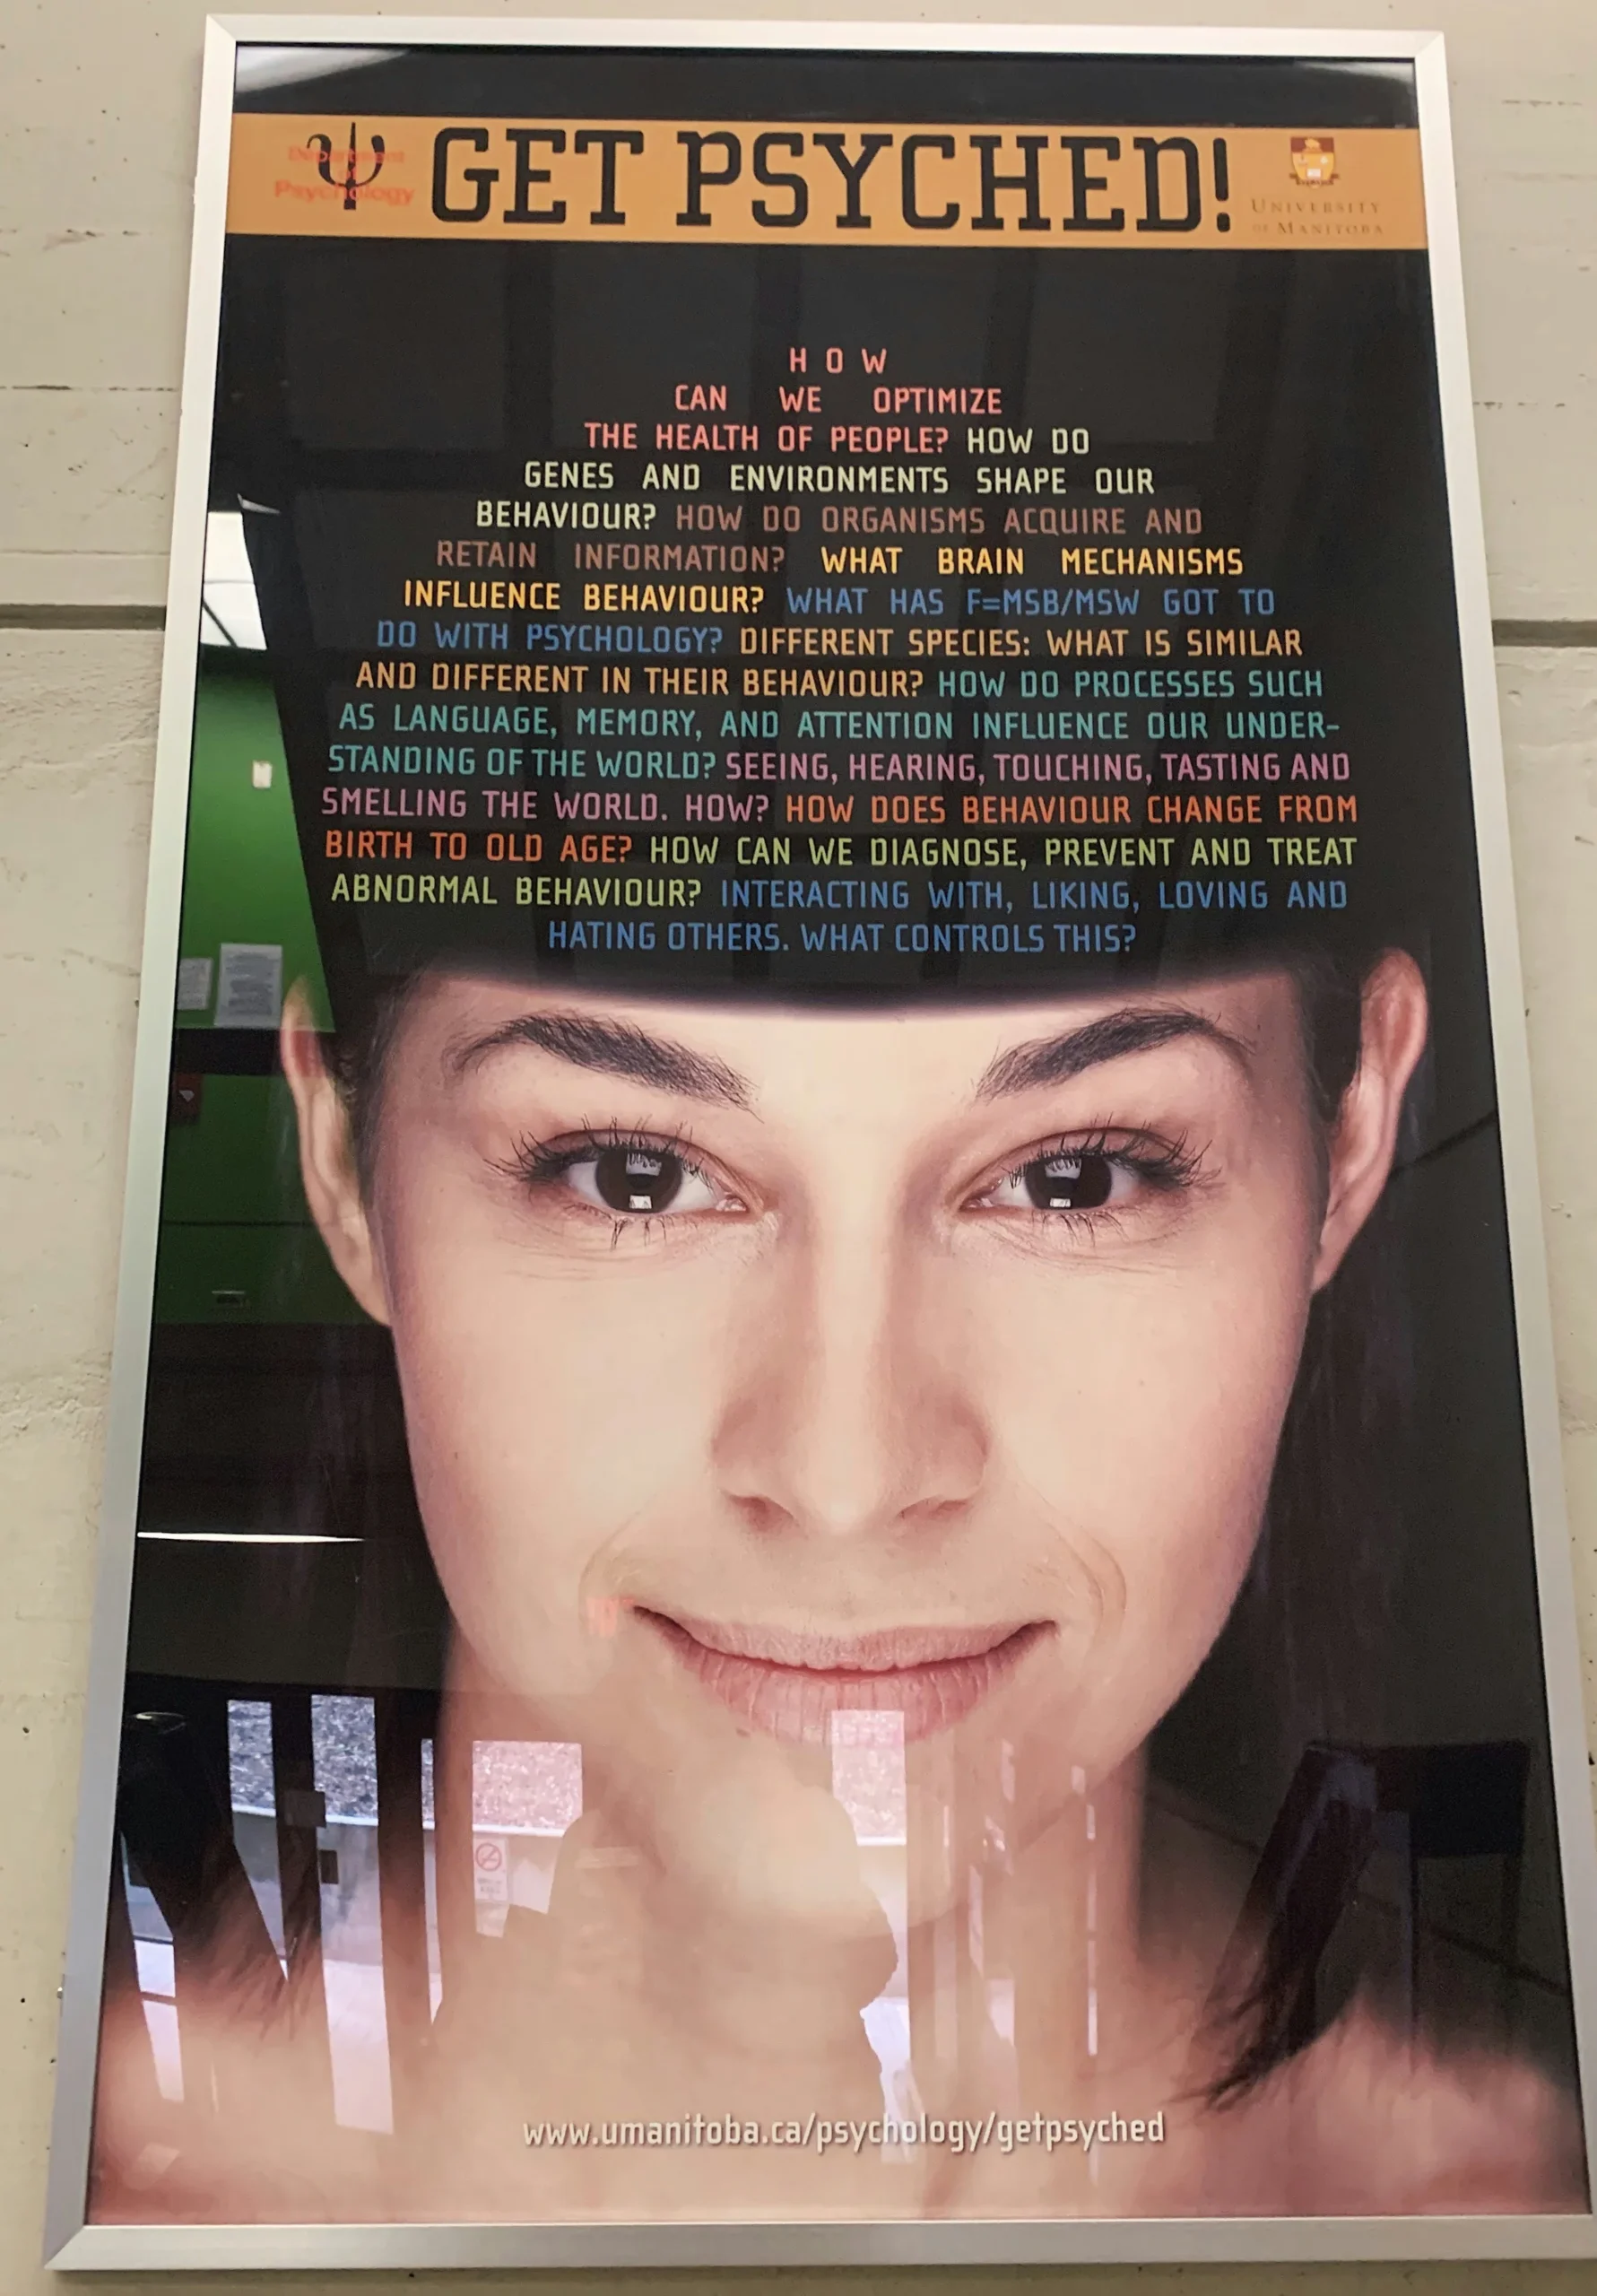 ψ Department of Psychology GET PSYCHED!
UNIVERSITY
OF MANITOBA
HOW
CAN WE OPTIMIZE
THE HEALTH OF PEOPLE? HOW DO
GENES AND ENVIRONMENTS SHAPE OUR
BEHAVIOUR? HOW DO ORGANISMS ACQUIRE AND
RETAIN INFORMATION? WHAT BRAIN MECHANISMS
INFLUENCE BEHAVIOUR? WHAT HAS F=MSB/MSW GOT TO
DO WITH PSYCHOLOGY? DIFFERENT SPECIES: WHAT IS SIMILAR
AND DIFFERENT IN THEIR BEHAVIOUR? HOW DO PROCESSES SUCH
AS LANGUAGE, MEMORY, AND ATTENTION INFLUENCE OUR UNDER-
STANDING OF THE WORLD? SEEING, HEARING, TOUCHING, TASTING AND
SMELLING THE WORLD. HOW? HOW DOES BEHAVIOUR CHANGE FROM
BIRTH TO OLD AGE? HOW CAN WE DIAGNOSE, PREVENT AND TREAT
ABNORMAL BEHAVIOUR? INTERACTING WITH, LIKING, LOVING AND
HATING OTHERS. WHAT CONTROLS THIS?
www.umanitoba.ca/psychology/getpsyched